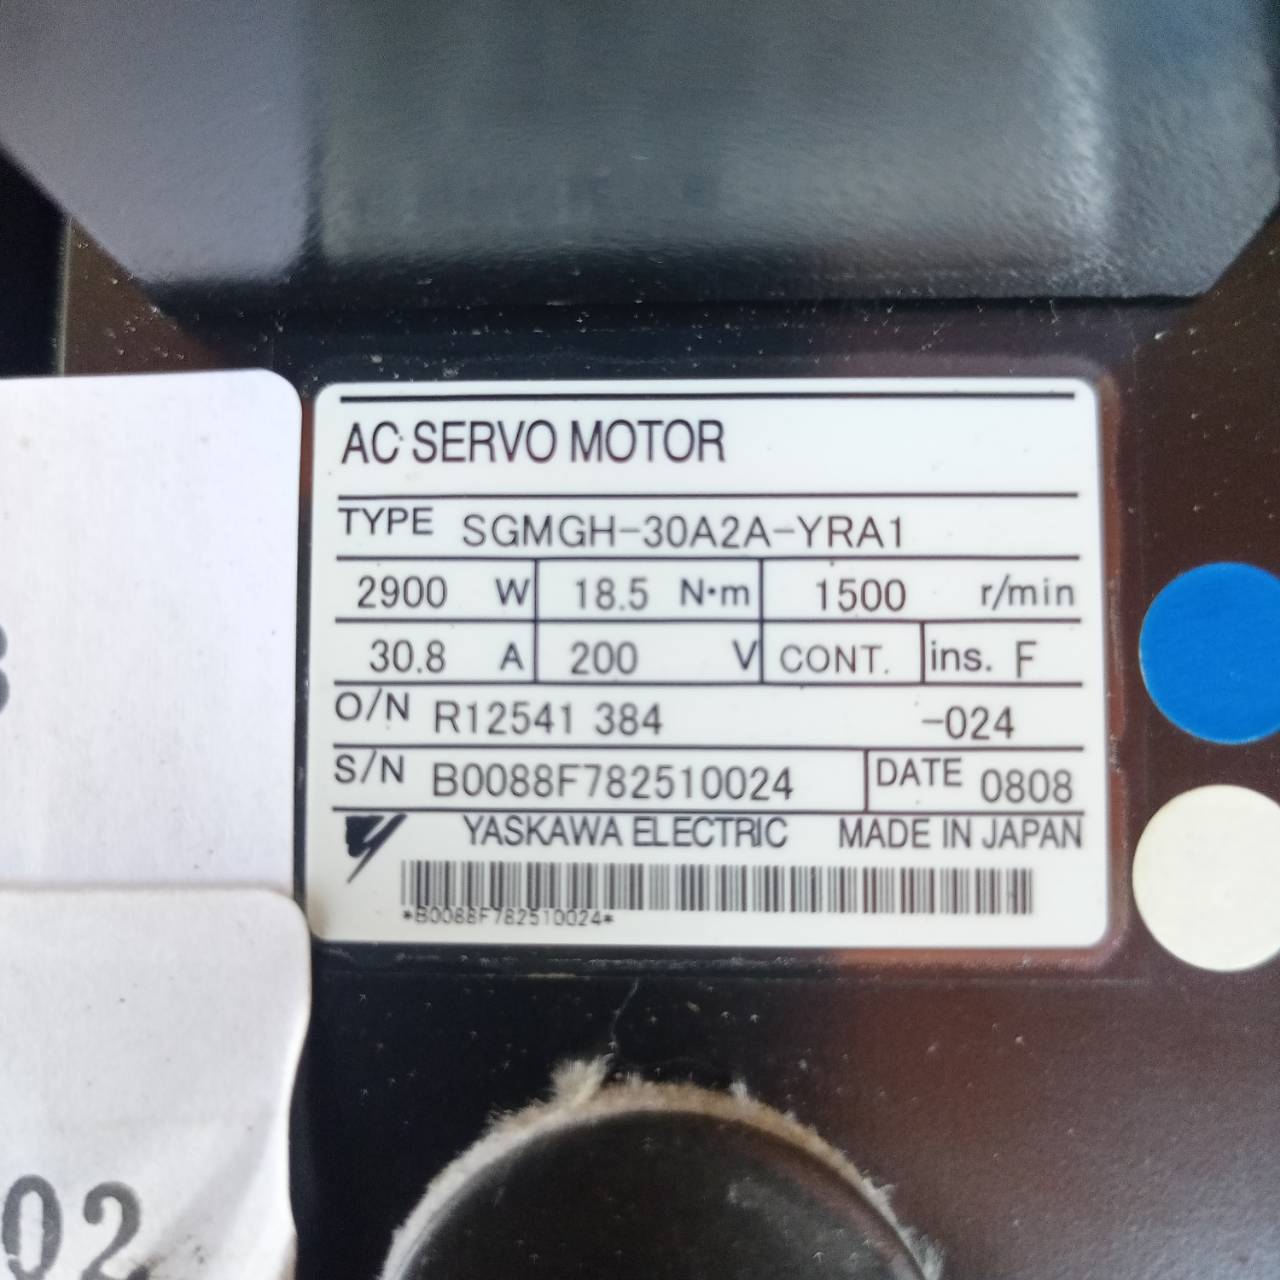 AC SERVO MOTOR
TYPE SGMGH-30A2A-YRA1
2900 W 18.5 N·m 1500 r/min
30.8 A 200 V CONT. ins. F
O/N R12541 384 -024
S/N B0088F782510024 DATE 0808
YASKAWA ELECTRIC MADE IN JAPAN
*B0088F782510024*
02